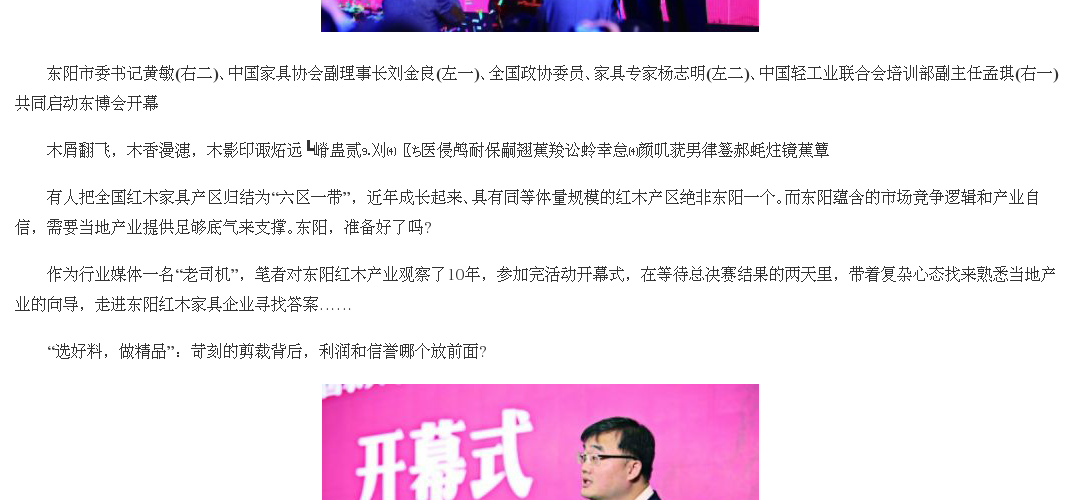 东阳市委书记黄敏(右二)、中国家具协会副理事长刘金良(左一)、全国政协委员、家具专家杨志明(左二)、中国轻工业联合会培训部副主任孟琪(右一)
共同启动东博会开幕
木屑翻飞，木香漫漶，木影印诹炻远┗嵴蛊贰⒐刈⒂〖ち医侵鸬耐保嗣翘蕉羧讼蛉幸怠⒁颜叽莸男律签郝蚝炷镜蕉簟
有人把全国红木家具产区归结为“六区一带”，近年成长起来、具有同等体量规模的红木产区绝非东阳一个。而东阳蕴含的市场竞争逻辑和产业自
信，需要当地产业提供足够底气来支撑。东阳，准备好了吗?
作为行业媒体一名“老司机”，笔者对东阳红木产业观察了10年，参加完活动开幕式，在等待总决赛结果的两天里，带着复杂心态找来熟悉当地产
业的向导，走进东阳红木家具企业寻找答案……
“选好料，做精品”：苛刻的剪裁背后，利润和信誉哪个放前面?
开幕式